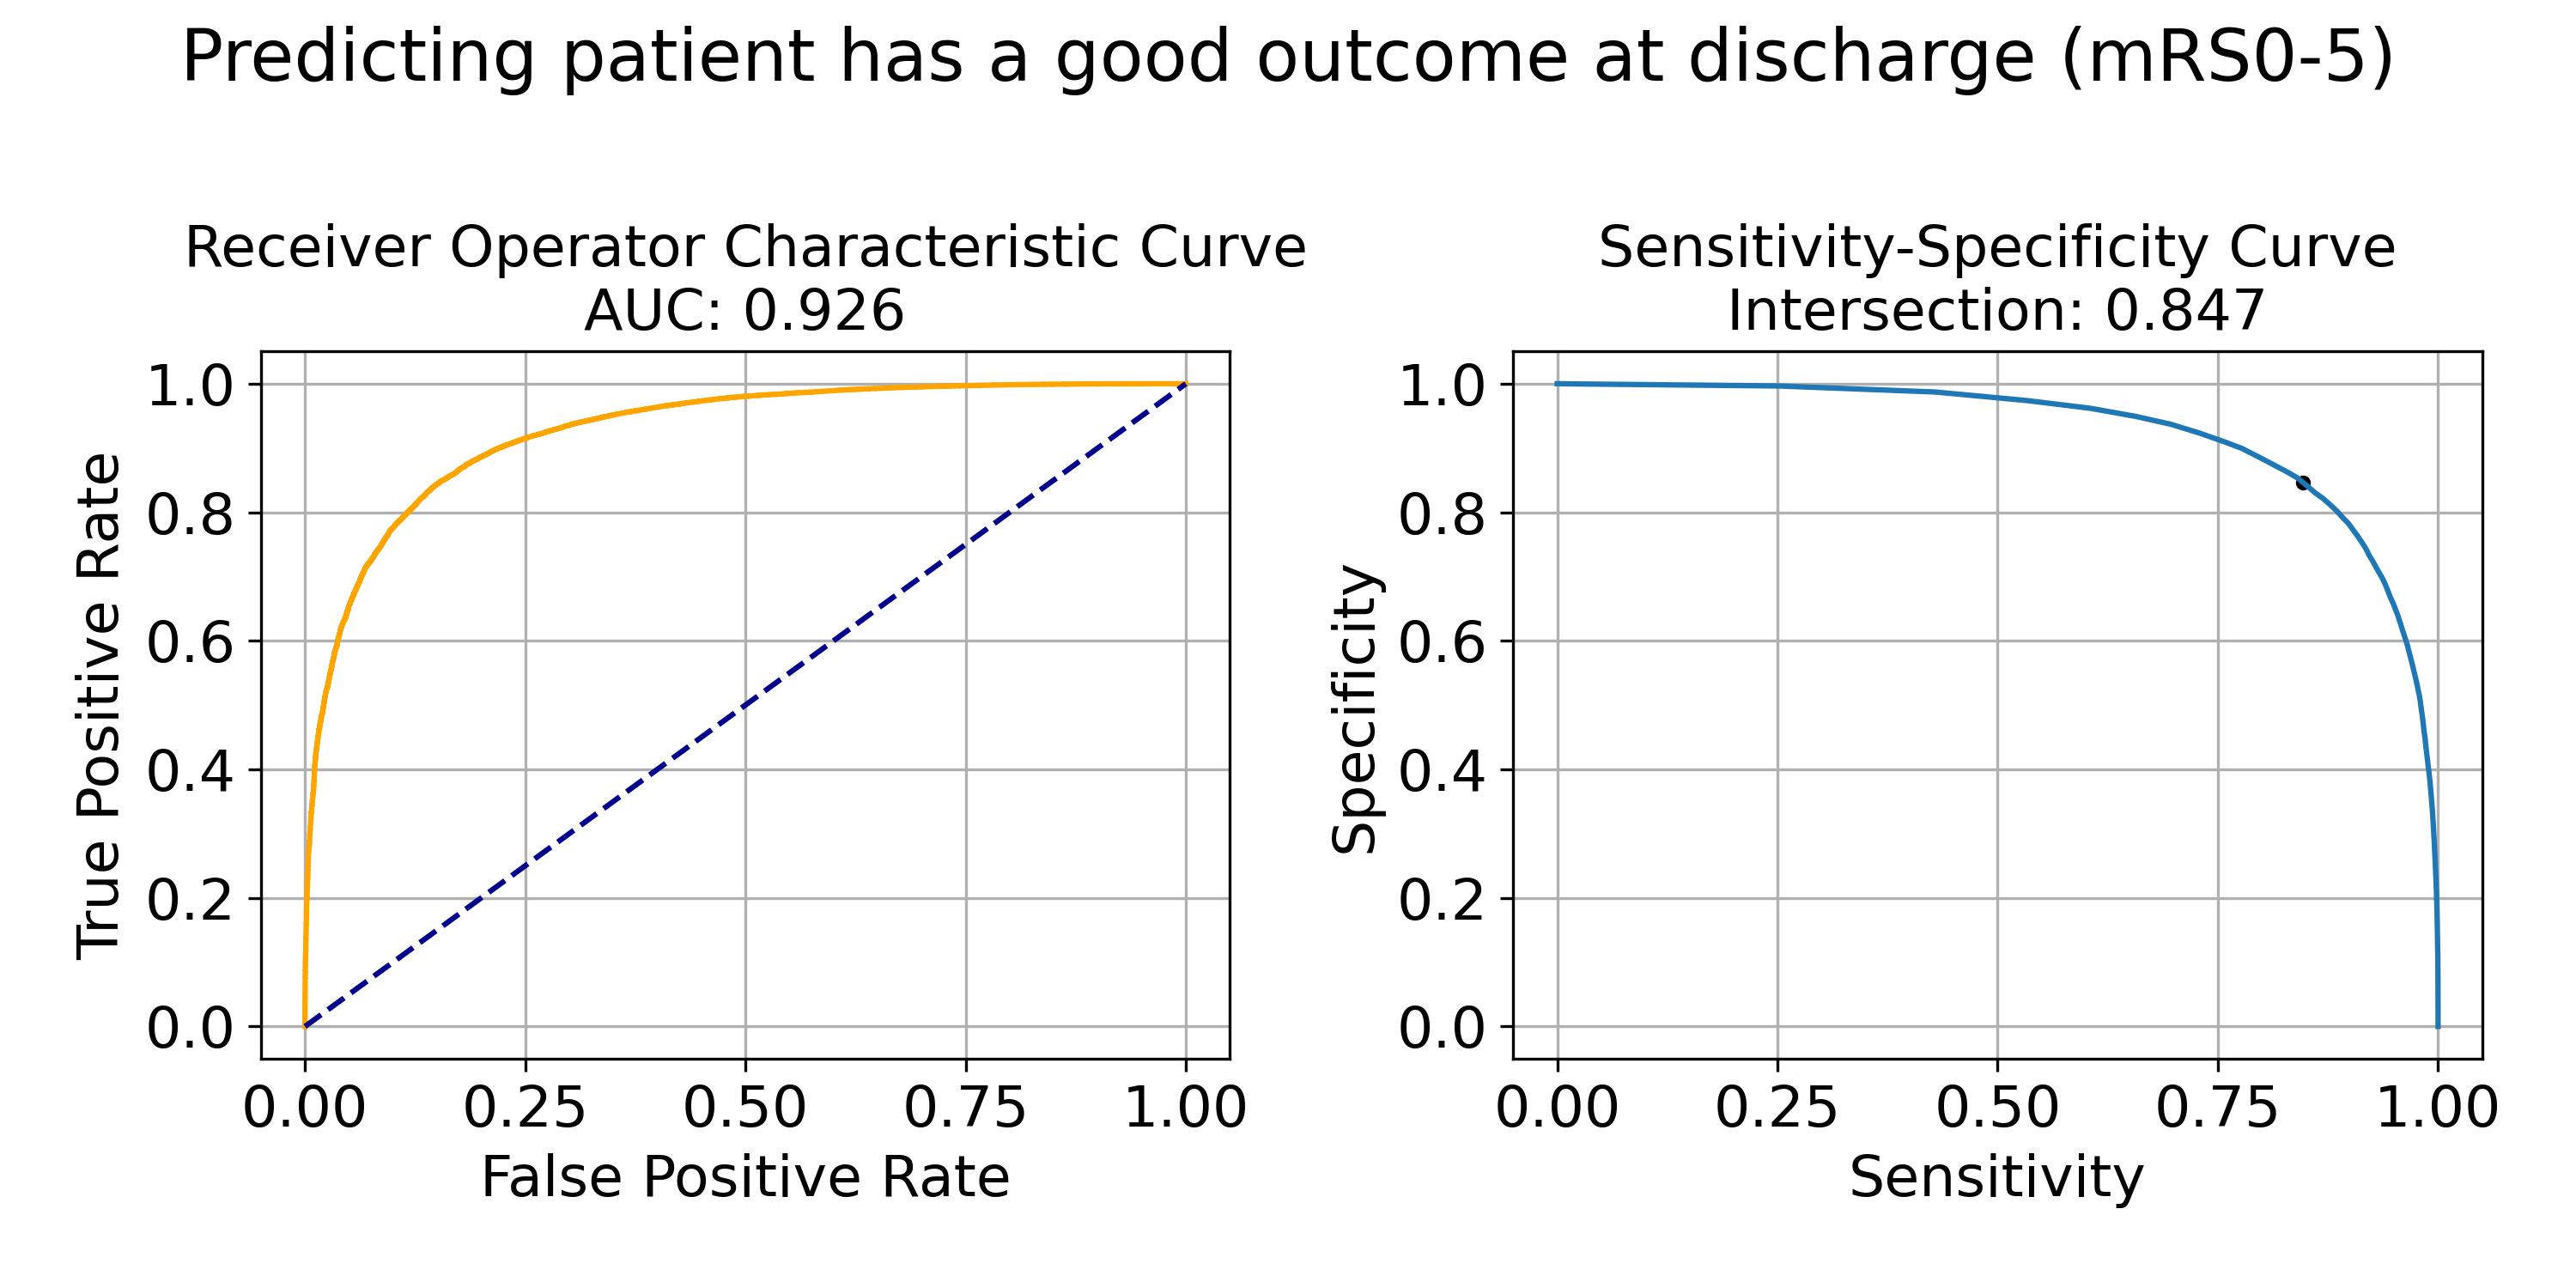 Predicting patient has a good outcome at discharge (mRS0-5)
Receiver Operator Characteristic Curve
AUC: 0.926
True Positive Rate
1.0
0.8
0.6
0.4
0.2
0.0
0.00 0.25 0.50 0.75 1.00
False Positive Rate
Sensitivity-Specificity Curve
Intersection: 0.847
Specificity
1.0
0.8
0.6
0.4
0.2
0.0
0.00 0.25 0.50 0.75 1.00
Sensitivity